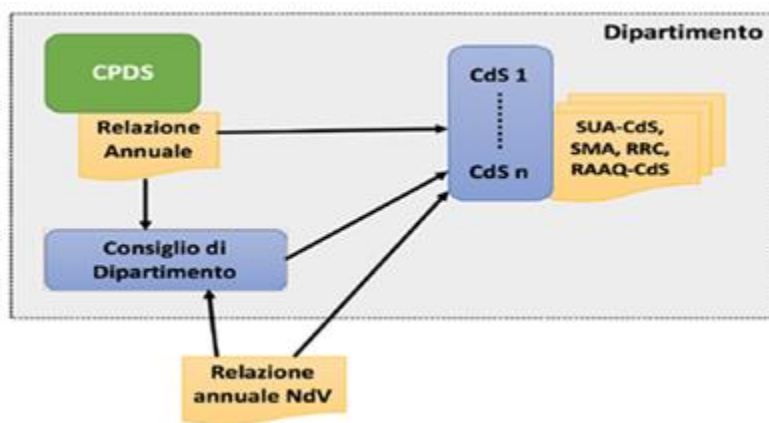 Dipartimento
CPDS
Relazione
Annuale
CdS 1
CdS n
SUA-CdS,
SMA, RRC,
RAAQ-CdS
Consiglio di
Dipartimento
Relazione
annuale NdV